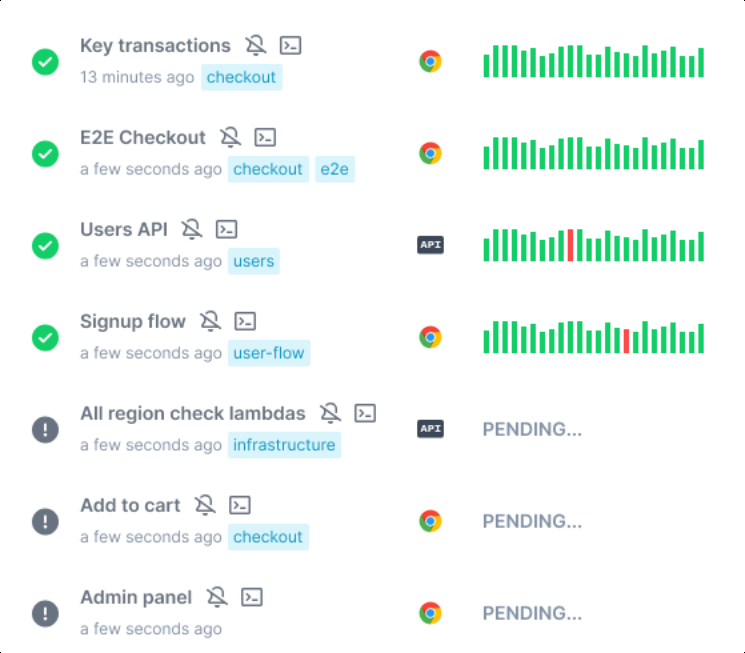 Key transactions
13 minutes ago checkout
E2E Checkout
a few seconds ago checkout e2e
Users API
API
a few seconds ago users
Signup flow
a few seconds ago user-flow
All region check lambdas
API PENDING...
a few seconds ago infrastructure
Add to cart
PENDING...
a few seconds ago checkout
Admin panel
PENDING...
a few seconds ago